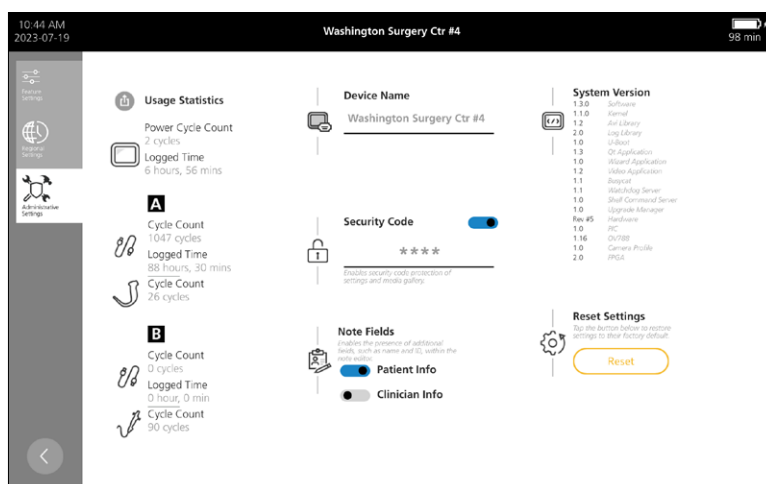 10:44 AM
2023-07-19
Washington Surgery Ctr #4
98 min
Feature
Settings
Regional
Settings
Administrative
Settings
Usage Statistics
Power Cycle Count
2 cycles
Logged Time
6 hours, 56 mins
A
Cycle Count
1047 cycles
Logged Time
88 hours, 30 mins
Cycle Count
26 cycles
B
Cycle Count
0 cycles
Logged Time
0 hour, 0 min
Cycle Count
90 cycles
Device Name
Washington Surgery Ctr #4
Security Code
****
Enables security code protection of
settings and media gallery.
Note Fields
Enables the presence of additional
fields, such as name and ID, within the
note editor.
Patient Info
Clinician Info
System Version
1.3.0 Software
1.1.0 Kernel
1.2 Avl Library
2.0 Log Library
1.0 U-Boot
1.3 Qt Application
1.0 Wizard Application
1.2 Video Application
1.1 Busycat
1.1 Watchdog Server
1.0 Shell Command Server
1.0 Upgrade Manager
Rev #5 Hardware
1.0 PIC
1.16 DVT88
1.0 Camera Profile
2.0 FPGA
Reset Settings
Tap the button below to restore
settings to their factory default.
Reset